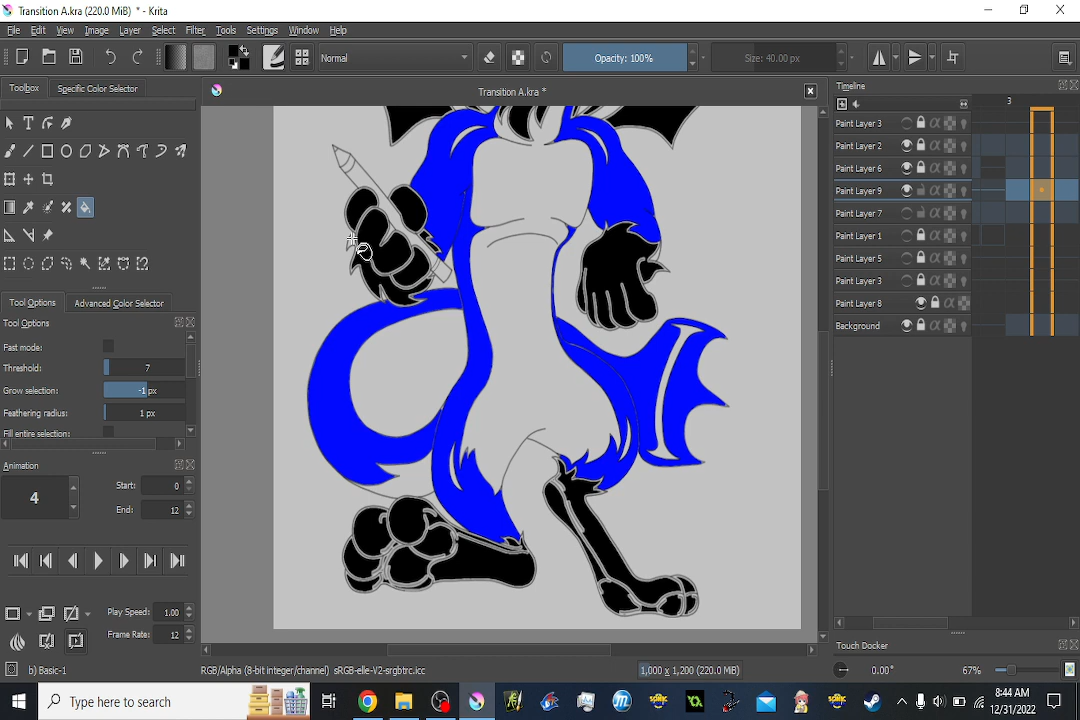 Transition A.kra (220.0 MiB) * - Krita
File Edit View Image Layer Select Filter Tools Settings Window Help
Normal
Opacity: 100%
Size: 40.00 px
Toolbox Specific Color Selector
Transition A.kra *
Timeline
3
Paint Layer 3
Paint Layer 2
Paint Layer 6
Paint Layer 9
Paint Layer 7
Paint Layer 1
Paint Layer 5
Paint Layer 3
Paint Layer 8
Background
Tool Options Advanced Color Selector
Tool Options
Fast mode:
Threshold: 7
Grow selection: -1 px
Feathering radius: 1 px
Fill entire selection:
Animation
4
Start: 0
End: 12
Play Speed: 1.00
Frame Rate: 12
Touch Docker
b) Basic-1
RGB/Alpha (8-bit integer/channel) sRGB-elle-V2-srgbtrc.icc
1,000 x 1,200 (220.0 MiB)
0.00°
67%
Type here to search
8:44 AM
12/31/2022